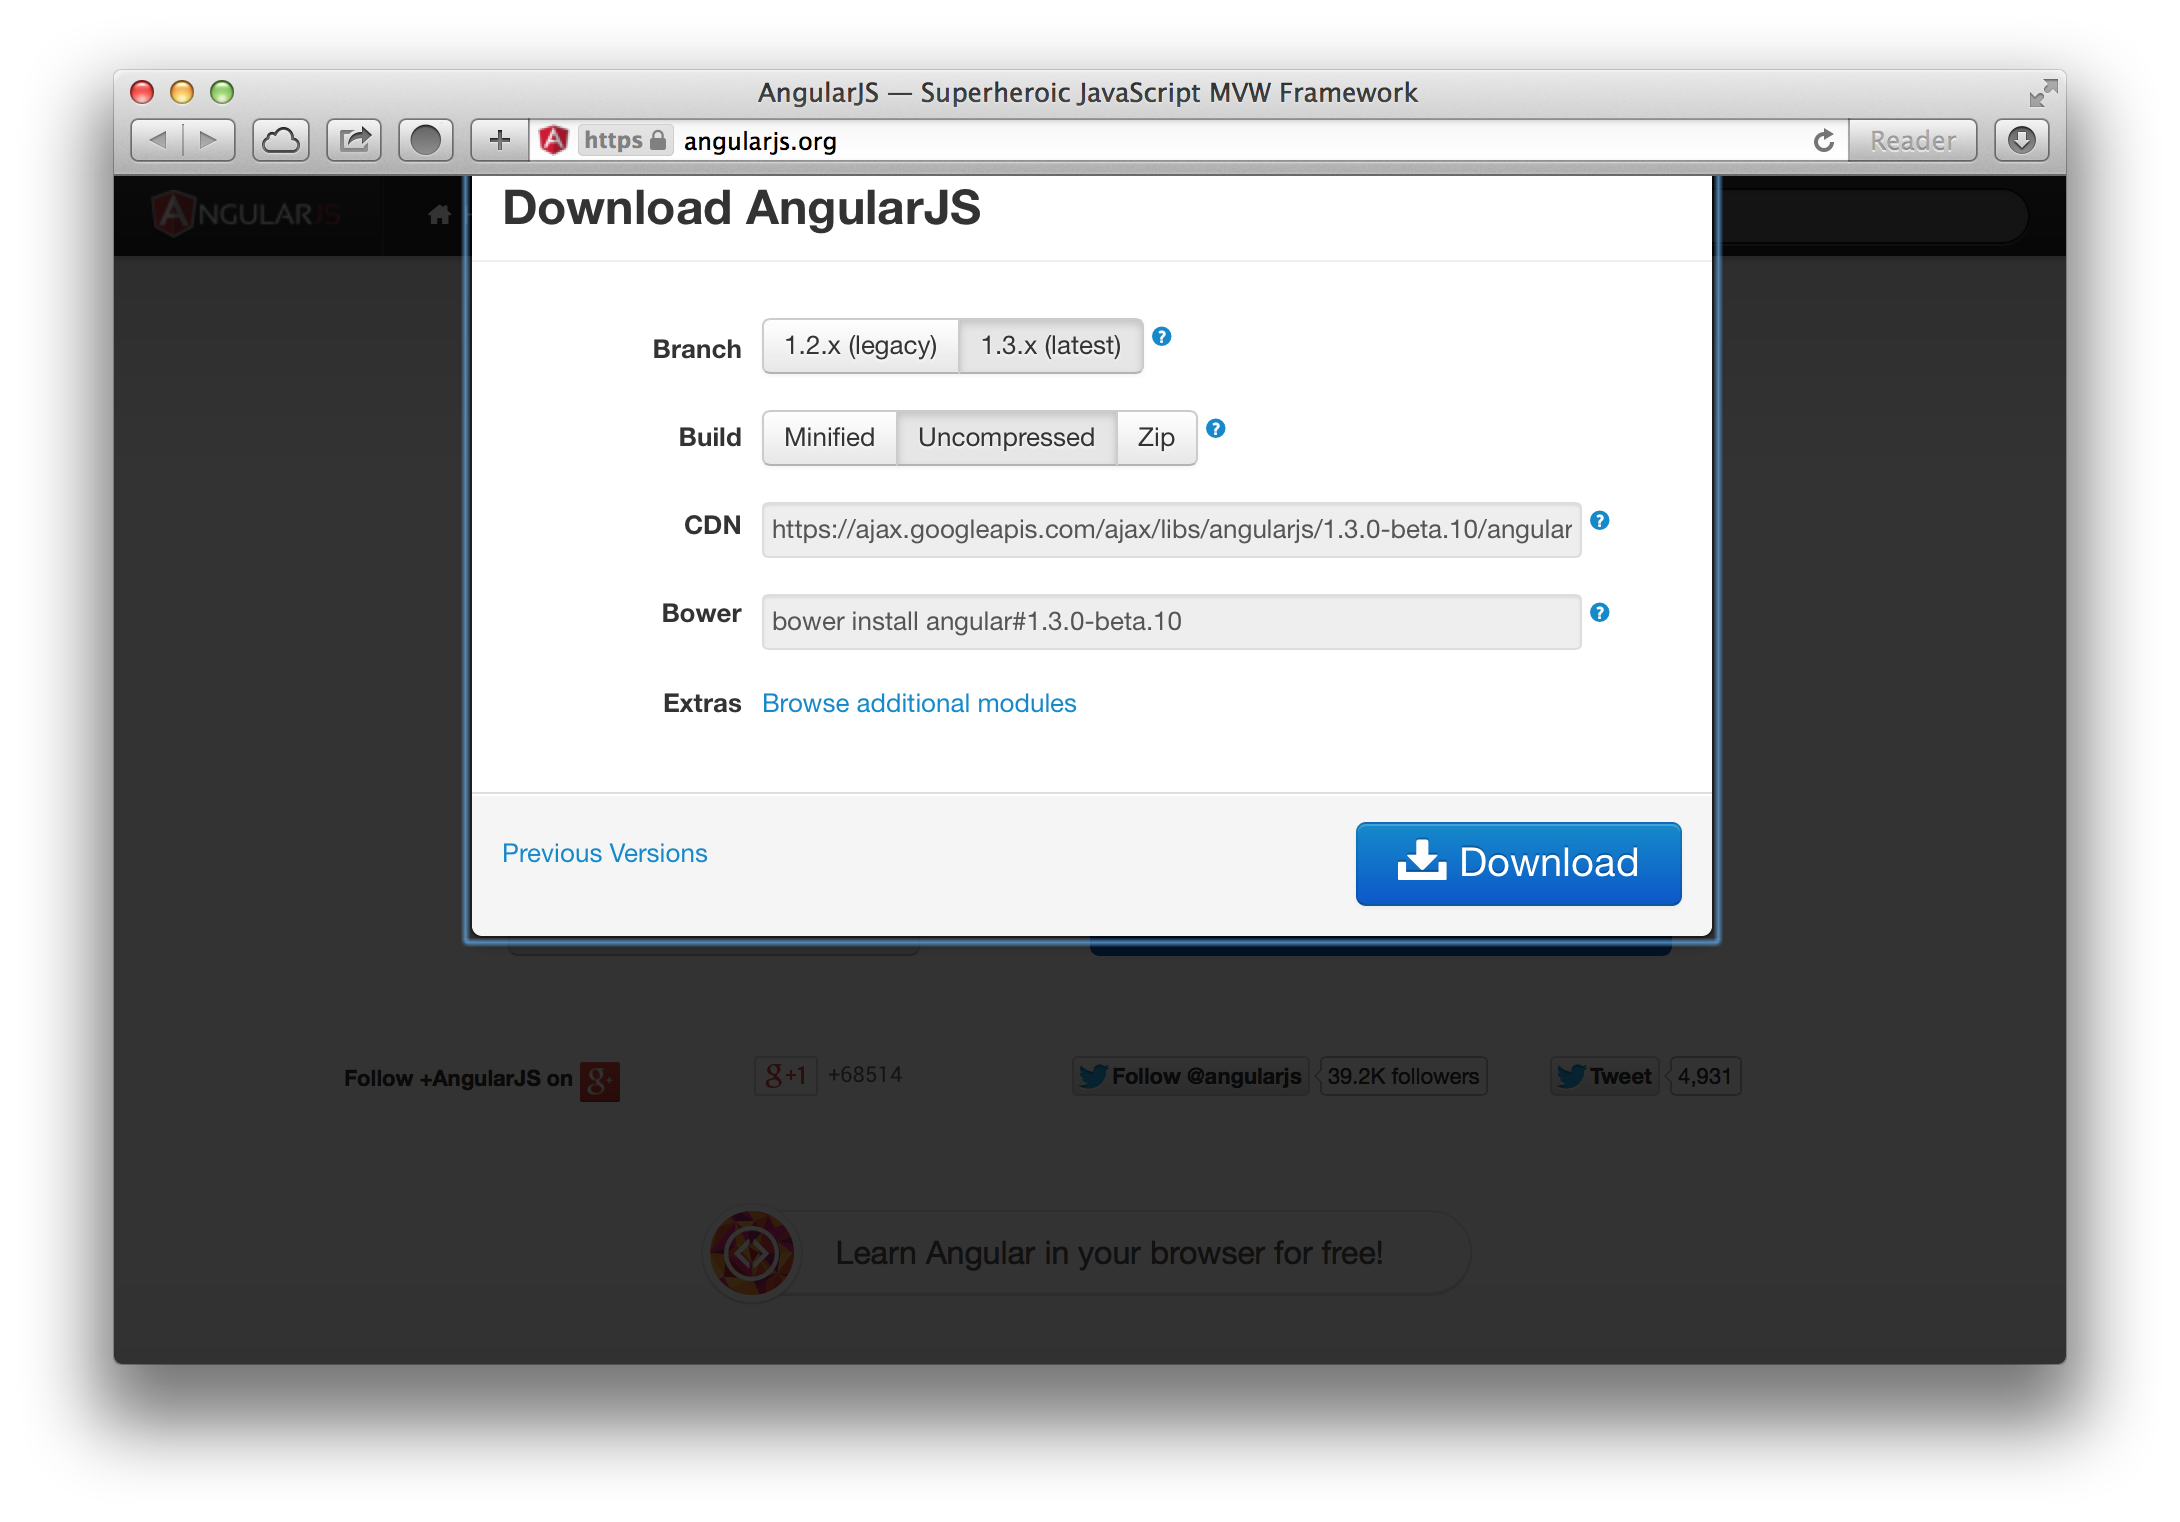 AngularJS — Superheroic JavaScript MVW Framework
https angularjs.org Reader
ANGULARJS
Download AngularJS
Branch 1.2.x (legacy) 1.3.x (latest) ?
Build Minified Uncompressed Zip ?
CDN https://ajax.googleapis.com/ajax/libs/angularjs/1.3.0-beta.10/angular ?
Bower bower install angular#1.3.0-beta.10 ?
Extras Browse additional modules
Previous Versions Download
Follow +AngularJS on g+ g+1 +68514 Follow @angularjs 39.2K followers Tweet 4,931
Learn Angular in your browser for free!